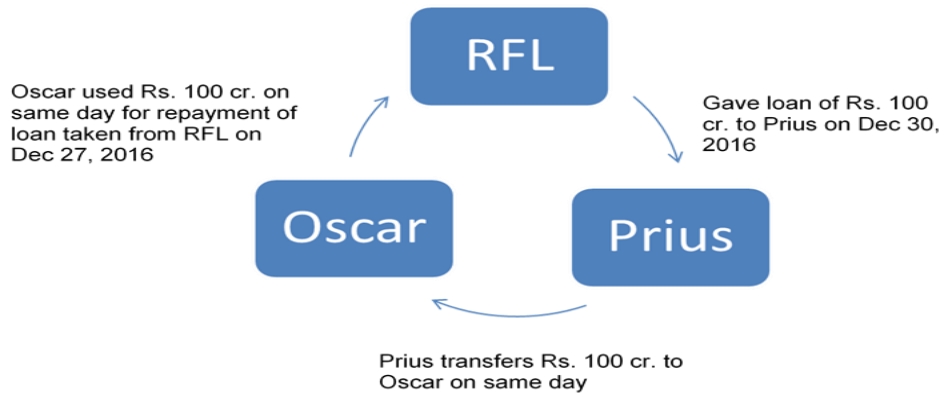 RFL
Oscar used Rs. 100 cr. on
same day for repayment of
loan taken from RFL on
Dec 27, 2016
Gave loan of Rs. 100
cr. to Prius on Dec 30,
2016
Oscar
Prius
Prius transfers Rs. 100 cr. to
Oscar on same day